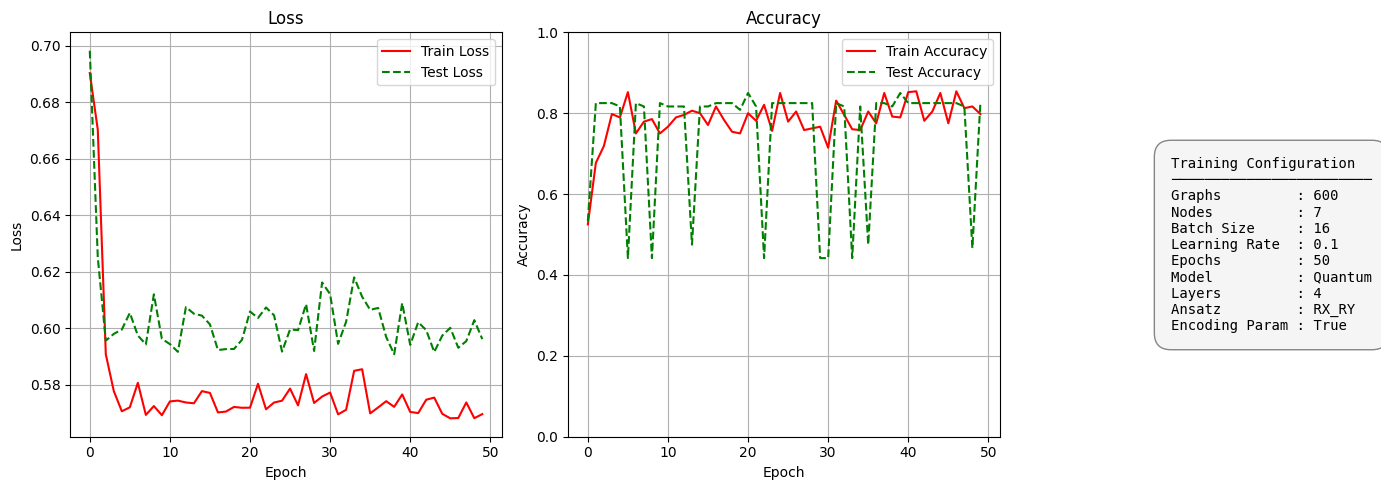 Loss
0.70
0.68
0.66
0.64
0.62
0.60
0.58
Loss
0
10
20
30
40
50
Epoch
Train Loss
Test Loss
Accuracy
1.0
0.8
0.6
0.4
0.2
0.0
Accuracy
0
10
20
30
40
50
Epoch
Train Accuracy
Test Accuracy
Training Configuration
Graphs : 600
Nodes : 7
Batch Size : 16
Learning Rate : 0.1
Epochs : 50
Model : Quantum
Layers : 4
Ansatz : RX_RY
Encoding Param : True